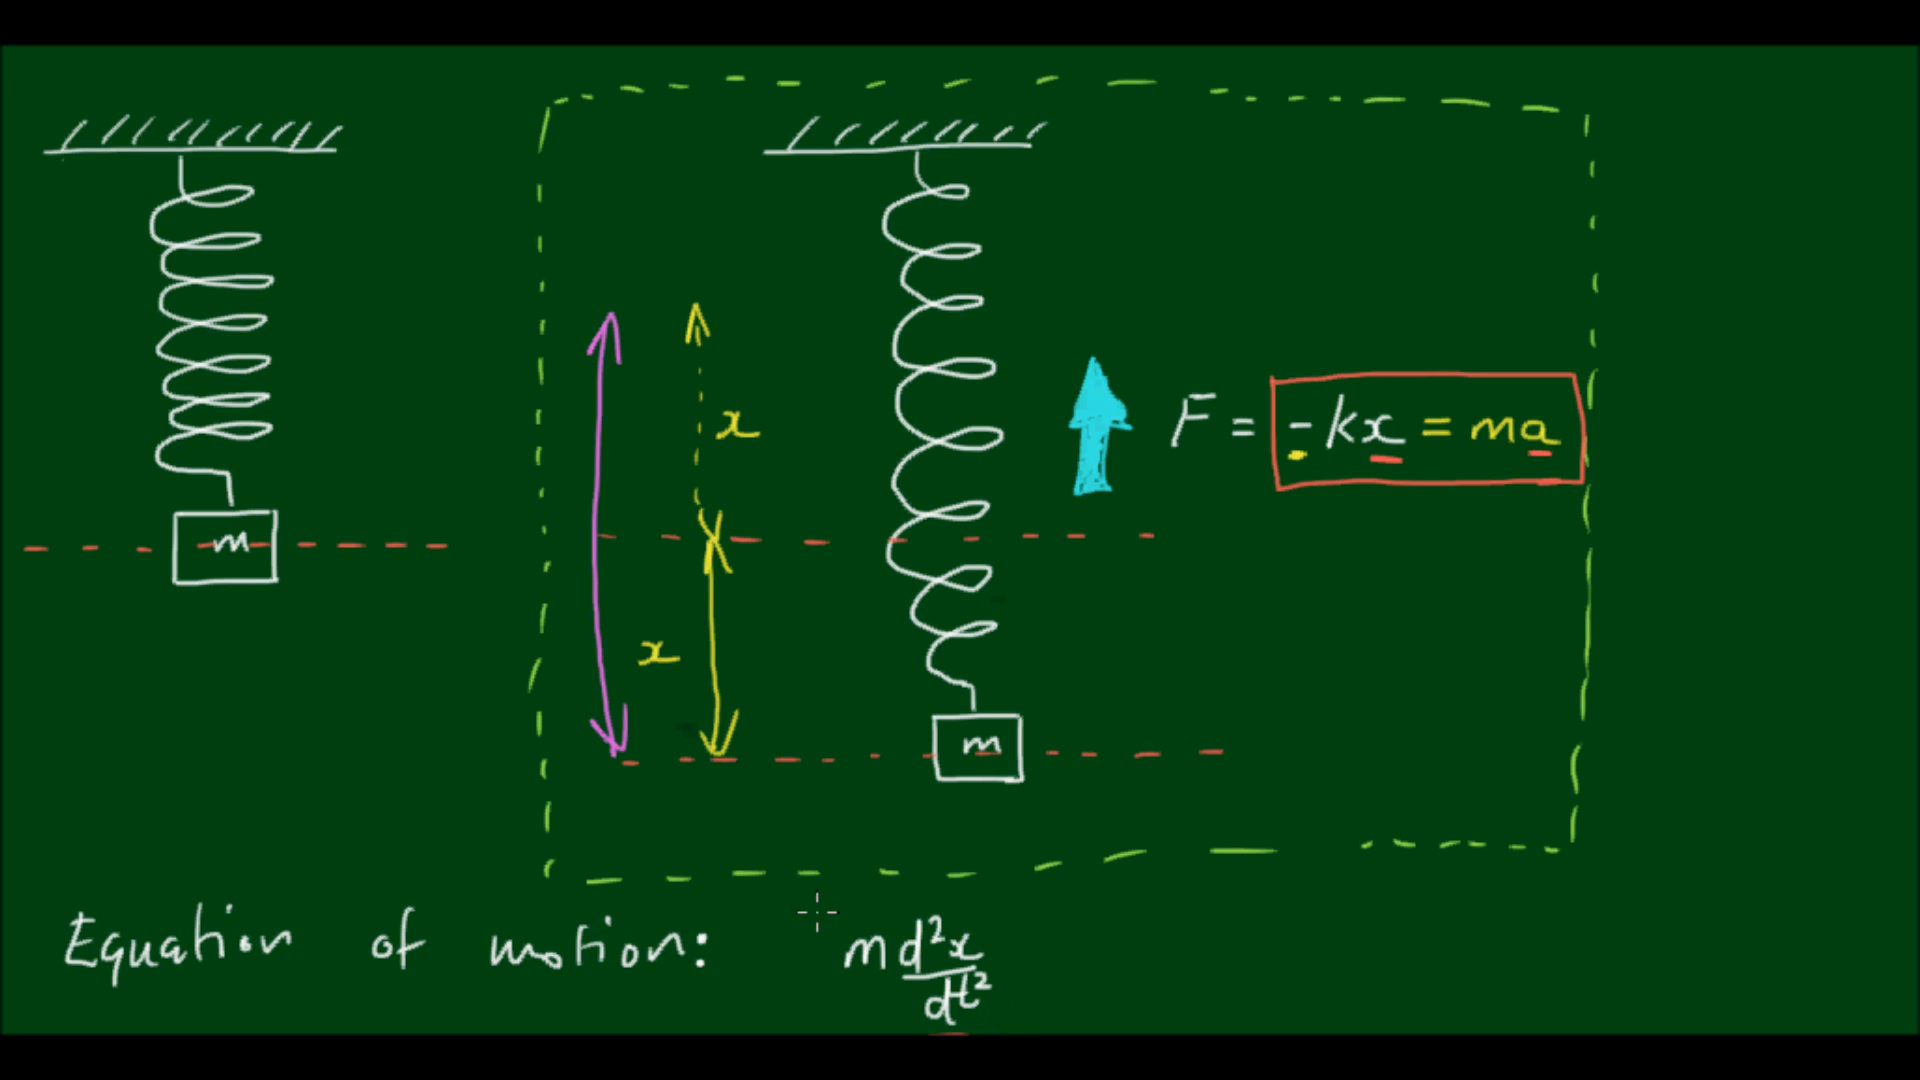 m
x
F = -kx = ma
x
m
Equation of motion: md²x/dt²